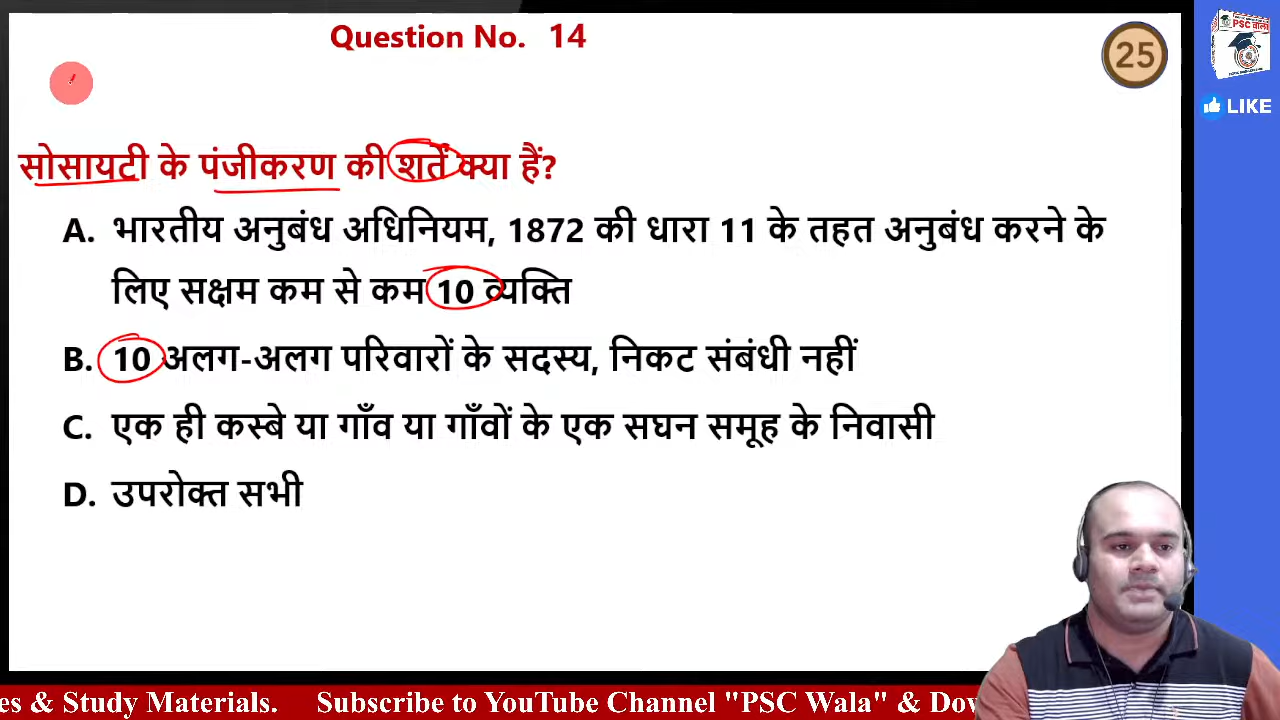 Question No. 14
25
PSC वाला
LIKE
सोसायटी के पंजीकरण की शर्तें क्या हैं?
A. भारतीय अनुबंध अधिनियम, 1872 की धारा 11 के तहत अनुबंध करने के
लिए सक्षम कम से कम 10 व्यक्ति
B. 10 अलग-अलग परिवारों के सदस्य, निकट संबंधी नहीं
C. एक ही कस्बे या गाँव या गाँवों के एक सघन समूह के निवासी
D. उपरोक्त सभी
es & Study Materials. Subscribe to YouTube Channel "PSC Wala" & Dow